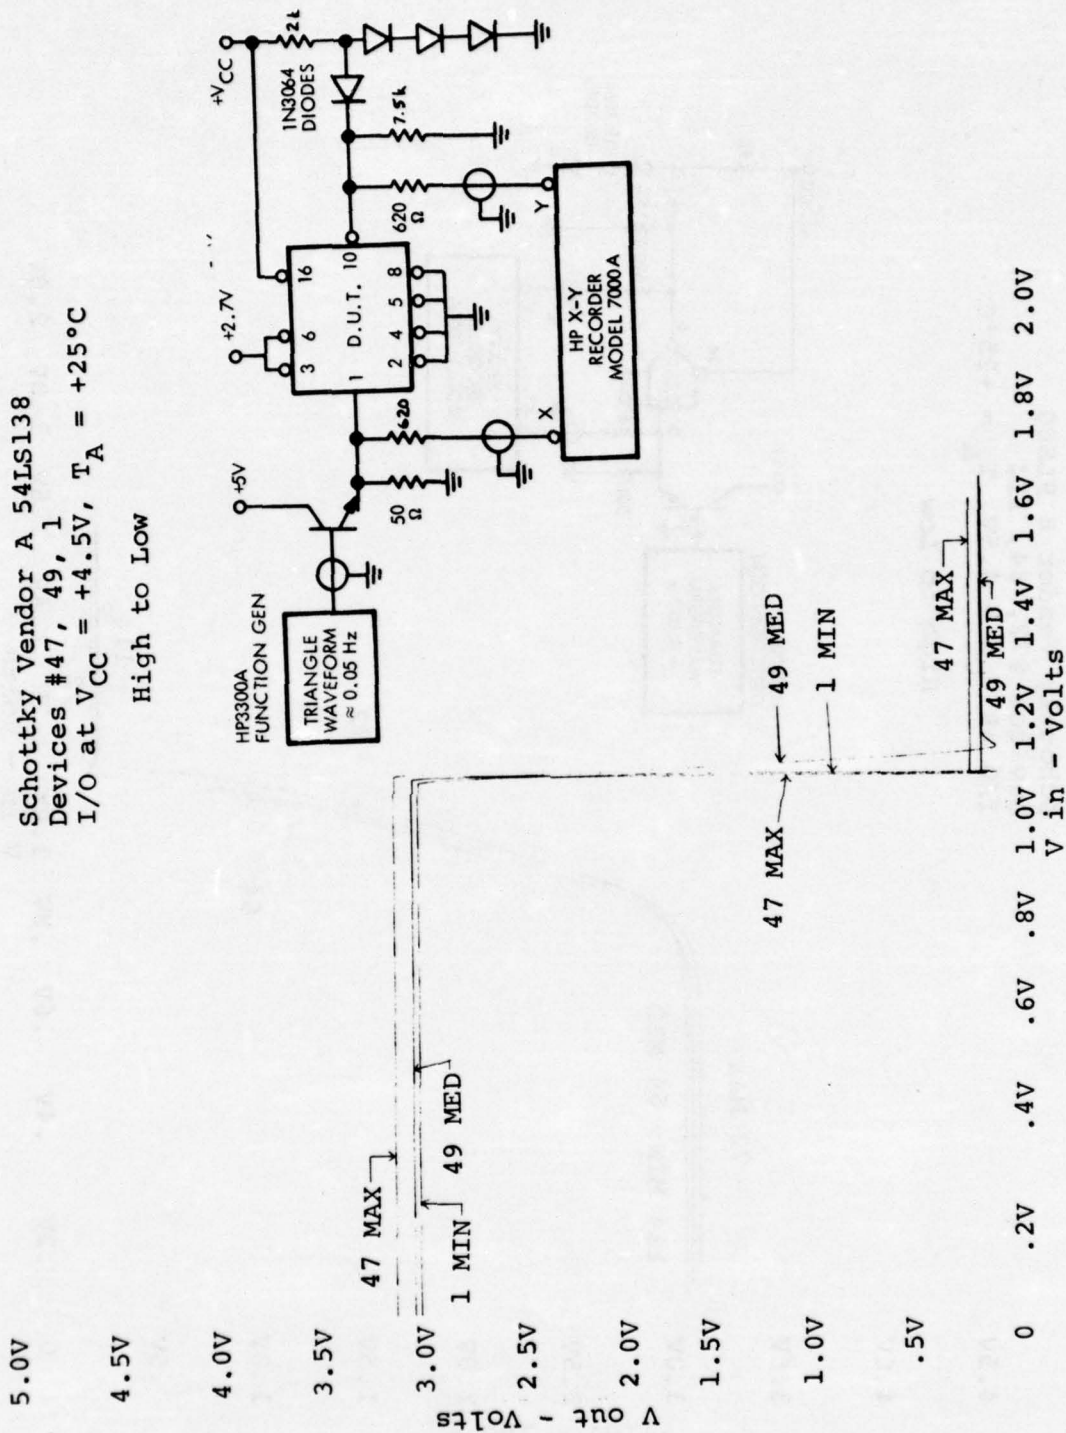 Schottky Vendor A 54LS138
Devices #47, 49, 1
I/O at VCC = +4.5V, TA = +25°C
High to Low
HP3300A
FUNCTION GEN
TRIANGLE
WAVEFORM
≈ 0.05 Hz
+5V
50
Ω
620
X
+2.7V
3 6 16
1 D.U.T. 10
2 4 5 8
+VCC
2k
1N3064
DIODES
7.5k
620
Ω
Y
HP X-Y
RECORDER
MODEL 7000A
V out - Volts
5.0V
4.5V
4.0V
3.5V
3.0V
2.5V
2.0V
1.5V
1.0V
.5V
0
47 MAX
1 MIN
49 MED
47 MAX
49 MED
1 MIN
47 MAX
49 MED
.2V .4V .6V .8V 1.0V 1.2V 1.4V 1.6V 1.8V 2.0V
V in - Volts